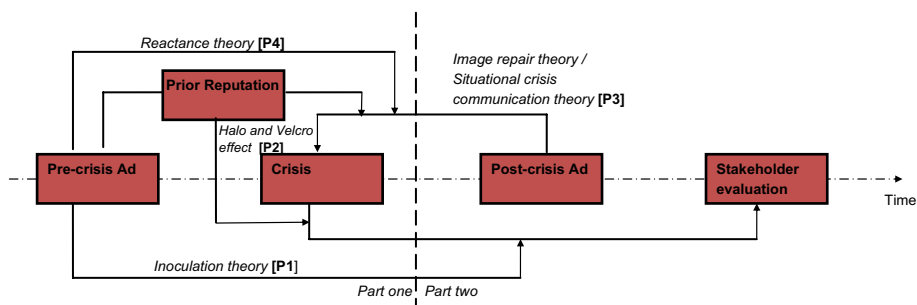 Reactance theory [P4]
Image repair theory /
Situational crisis
communication theory [P3]
Prior Reputation
Halo and Velcro
effect [P2]
Pre-crisis Ad
Crisis
Post-crisis Ad
Stakeholder
evaluation
Time
Inoculation theory [P1]
Part one
Part two